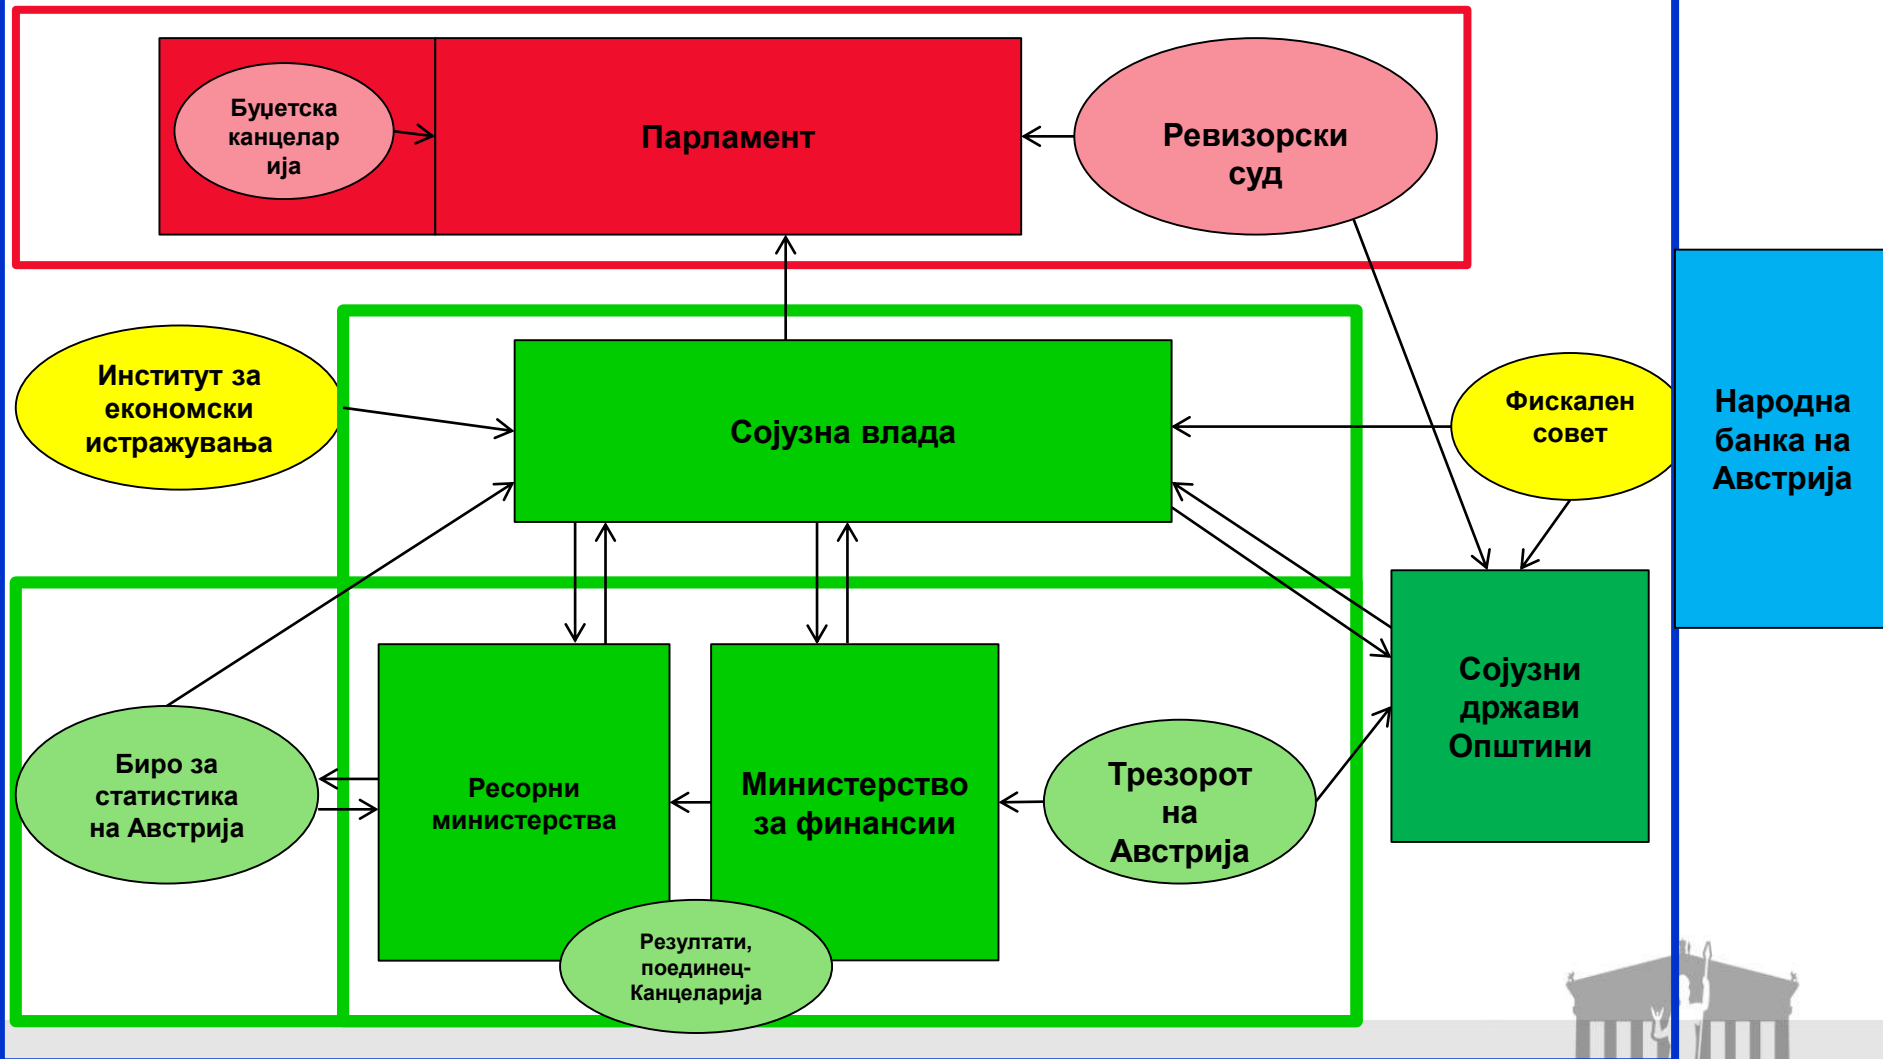 Буџетска
канцелар
ија
Парламент
Ревизорски
суд
Институт за
економски
истражувања
Сојузна влада
Фискален
совет
Народна
банка на
Австрија
Биро за
статистика
на Австрија
Ресорни
министерства
Министерство
за финансии
Трезорот
на
Австрија
Сојузни
држави
Општини
Резултати,
поединец-
Канцеларија